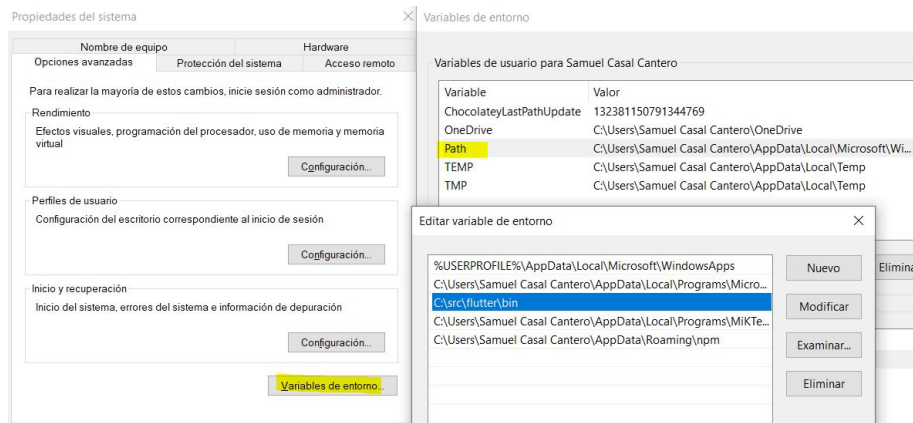 Propiedades del sistema
Nombre de equipo
Hardware
Opciones avanzadas
Protección del sistema
Acceso remoto
Para realizar la mayoría de estos cambios, inicie sesión como administrador.
Rendimiento
Efectos visuales, programación del procesador, uso de memoria y memoria
virtual
Configuración...
Perfiles de usuario
Configuración del escritorio correspondiente al inicio de sesión
Configuración...
Inicio y recuperación
Inicio del sistema, errores del sistema e información de depuración
Configuración...
Variables de entorno...
Variables de entorno
Variables de usuario para Samuel Casal Cantero
Variable Valor
ChocolateyLastPathUpdate 132381150791344769
OneDrive C:\Users\Samuel Casal Cantero\OneDrive
Path C:\Users\Samuel Casal Cantero\AppData\Local\Microsoft\Wi...
TEMP C:\Users\Samuel Casal Cantero\AppData\Local\Temp
TMP C:\Users\Samuel Casal Cantero\AppData\Local\Temp
Elimina
Editar variable de entorno
%USERPROFILE%\AppData\Local\Microsoft\WindowsApps
C:\Users\Samuel Casal Cantero\AppData\Local\Programs\Micro...
C:\src\flutter\bin
C:\Users\Samuel Casal Cantero\AppData\Local\Programs\MiKTe...
C:\Users\Samuel Casal Cantero\AppData\Roaming\npm
Nuevo
Modificar
Examinar...
Eliminar